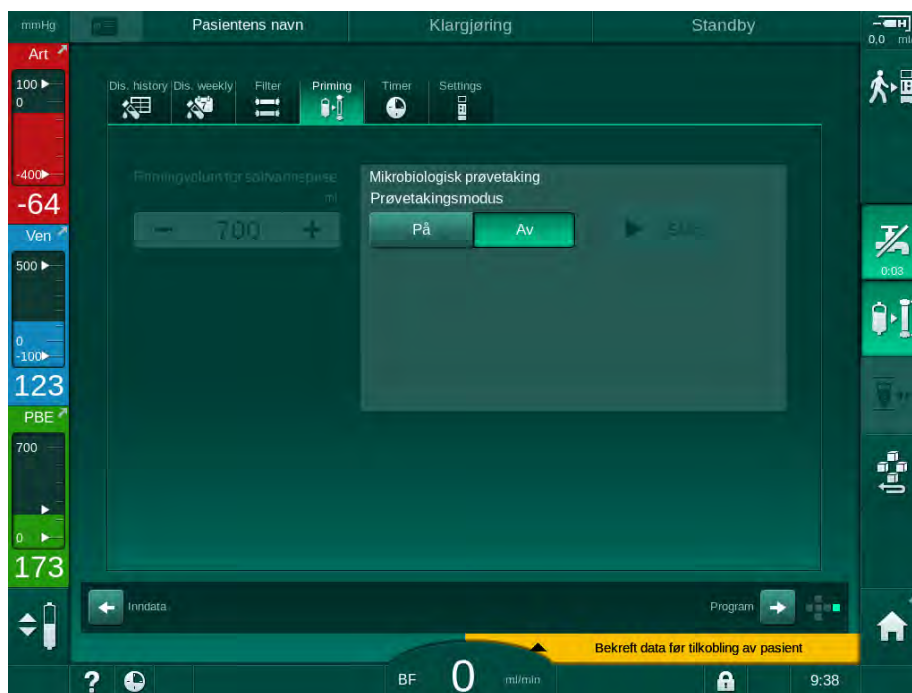 mmHg
Pasientens navn
Klargjøring
Standby
0,0 ml
Art
100
0
-400
-64
Ven
500
0
-100
123
PBE
700
0
173
Dis. history
Dis. weekly
Filter
Priming
Timer
Settings
Primingvolum for saltvannspose
ml
− 700 +
Mikrobiologisk prøvetaking
Prøvetakingsmodus
På
Av
H
0:03
Inndata
Program
Bekreft data før tilkobling av pasient
?
BF 0 ml/min
9:38